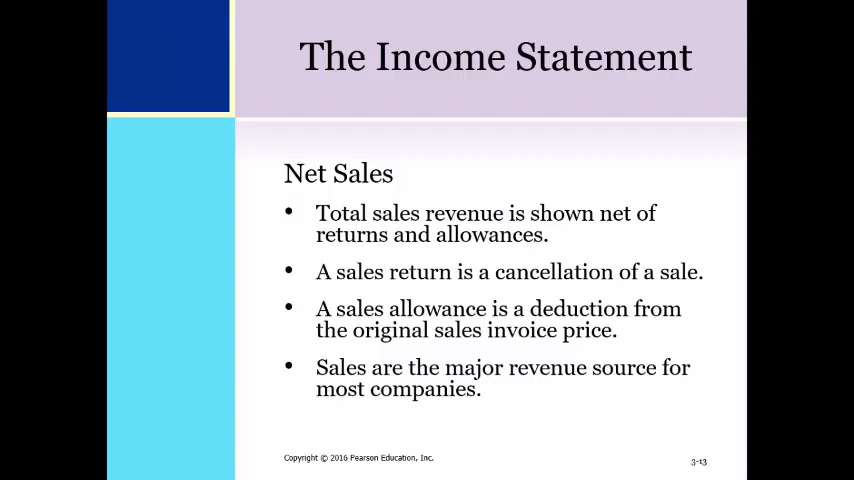 The Income Statement
Net Sales
• Total sales revenue is shown net of
returns and allowances.
• A sales return is a cancellation of a sale.
• A sales allowance is a deduction from
the original sales invoice price.
• Sales are the major revenue source for
most companies.
Copyright © 2016 Pearson Education, Inc.
3-13